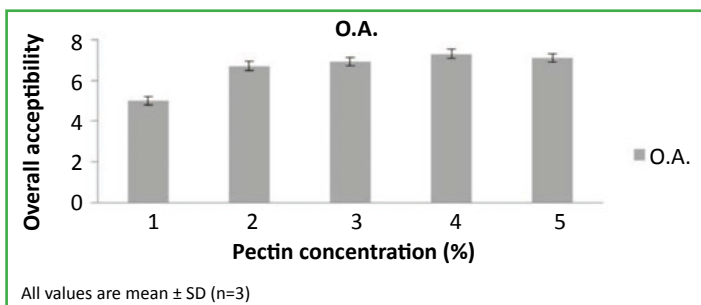 O.A.
8
6
4
2
0
Overall acceptibility
1 2 3 4 5
Pectin concentration (%)
O.A.
All values are mean ± SD (n=3)